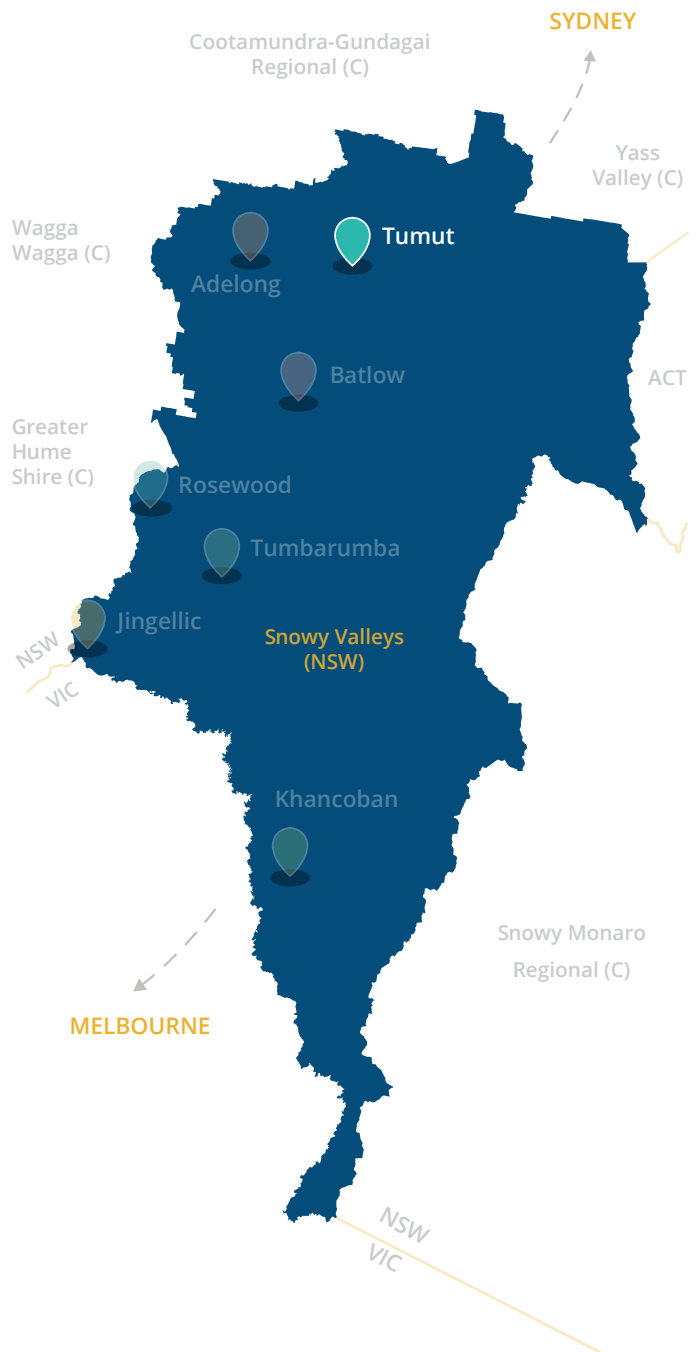 SYDNEY
Cootamundra-Gundagai
Regional (C)
Yass
Valley (C)
Wagga
Wagga (C)
Tumut
Adelong
Batlow
ACT
Greater
Hume
Shire (C)
Rosewood
Tumbarumba
Jingellic
Snowy Valleys
(NSW)
NSW
VIC
Khancoban
Snowy Monaro
Regional (C)
MELBOURNE
NSW
VIC